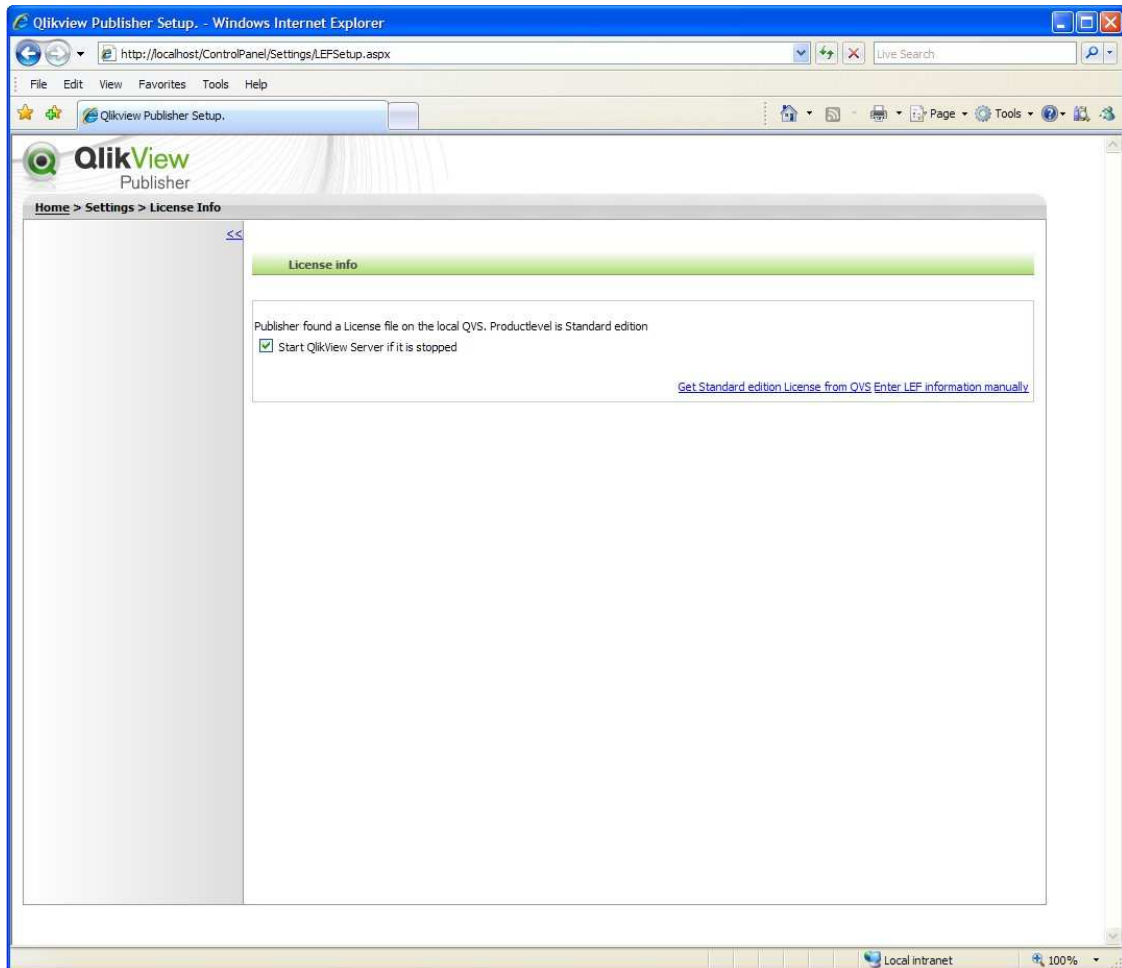 Qlikview Publisher Setup. - Windows Internet Explorer
http://localhost/ControlPanel/Settings/LEFSetup.aspx
Live Search
File Edit View Favorites Tools Help
Qlikview Publisher Setup.
Page Tools
QlikView
Publisher
Home > Settings > License Info
<<
License info
Publisher found a License file on the local QVS. Productlevel is Standard edition
Start QlikView Server if it is stopped
Get Standard edition License from QVS Enter LEF information manually
Local intranet
100%